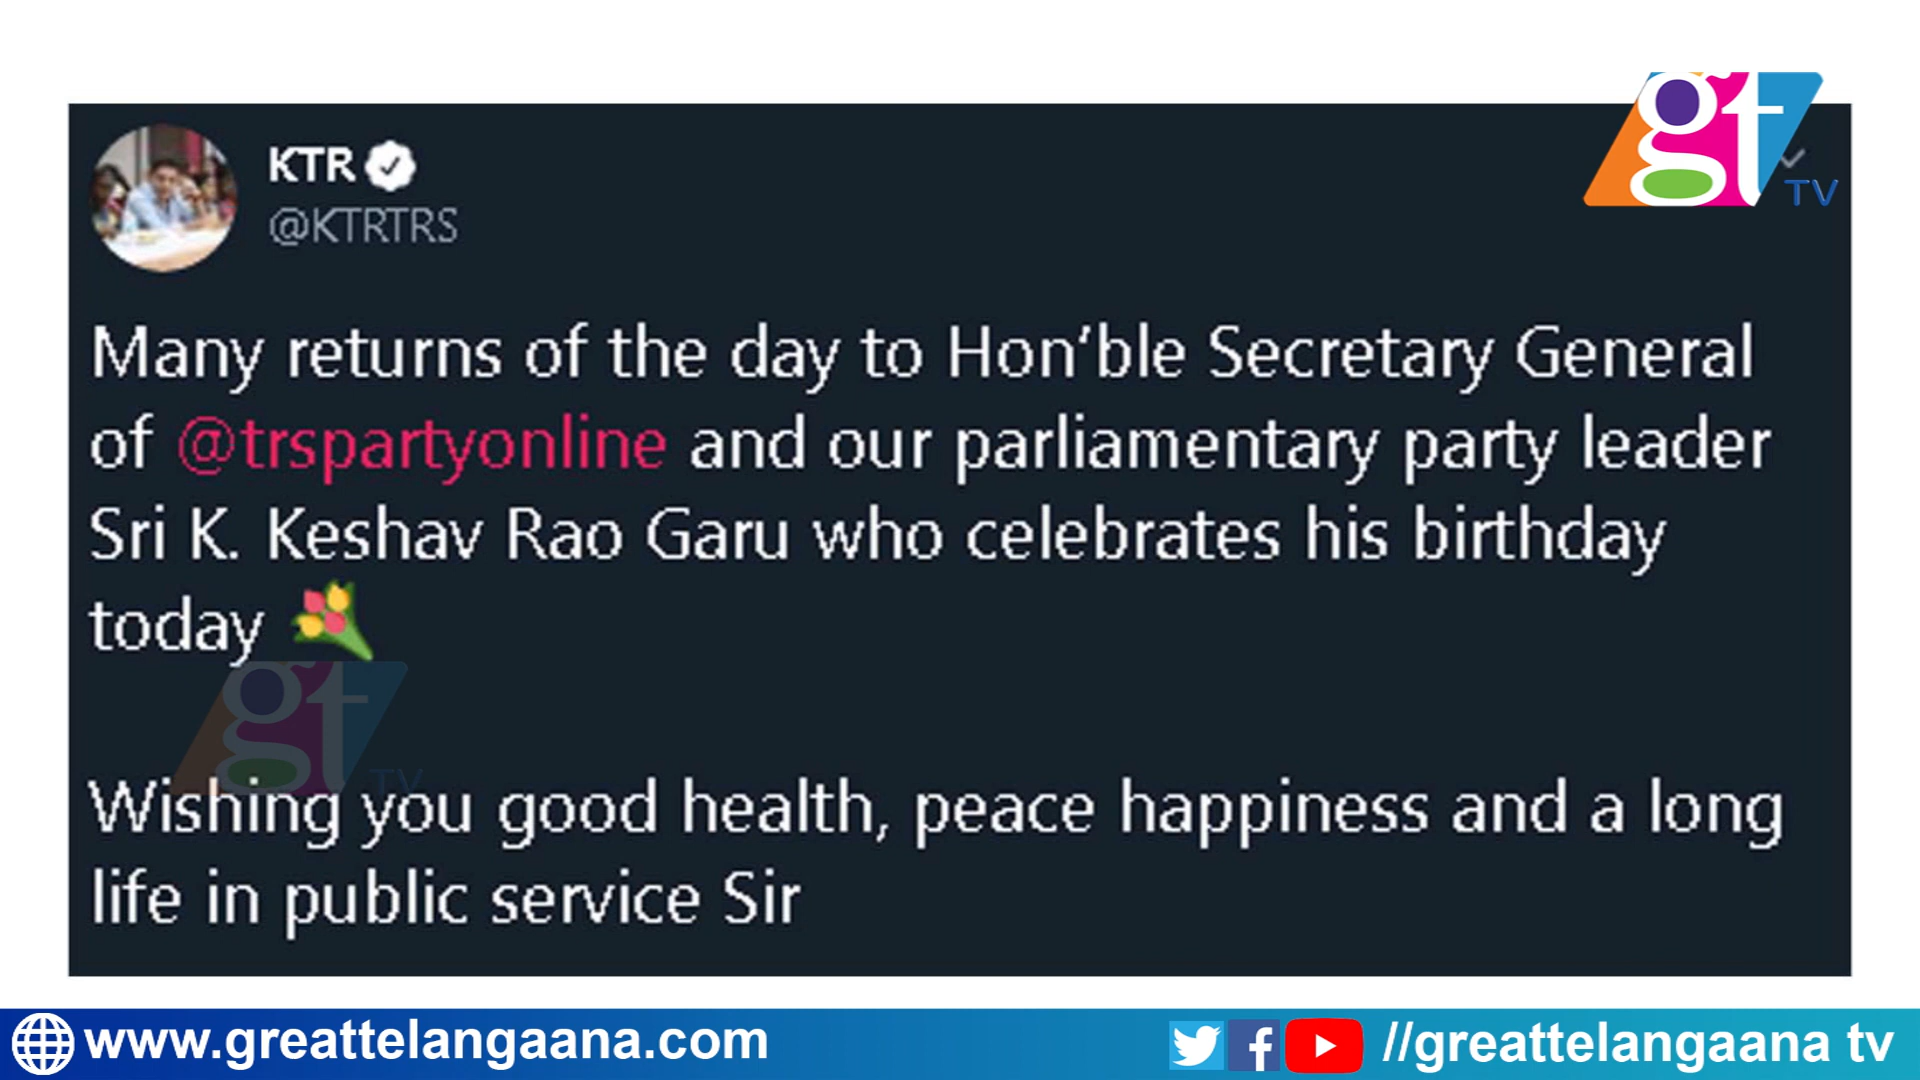 gt
TV
KTR
@KTRTRS
Many returns of the day to Hon’ble Secretary General
of @trspartyonline and our parliamentary party leader
Sri K. Keshav Rao Garu who celebrates his birthday
today
gt
TV
Wishing you good health, peace happiness and a long
life in public service Sir
www.greattelangaana.com
//greattelangaana tv